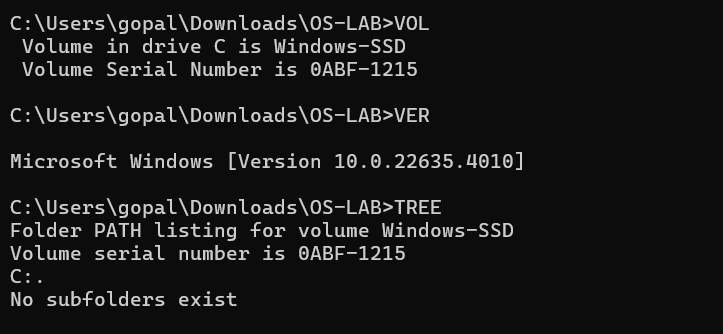 C:\Users\gopal\Downloads\OS-LAB>VOL
 Volume in drive C is Windows-SSD
 Volume Serial Number is 0ABF-1215
C:\Users\gopal\Downloads\OS-LAB>VER
Microsoft Windows [Version 10.0.22635.4010]
C:\Users\gopal\Downloads\OS-LAB>TREE
Folder PATH listing for volume Windows-SSD
Volume serial number is 0ABF-1215
C:.
No subfolders exist